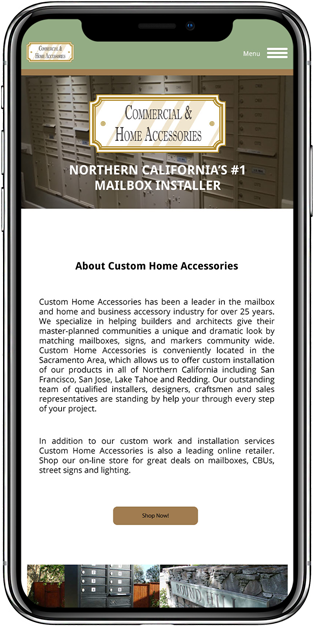 Commercial &
Home Accessories
Menu
Commercial &
Home Accessories
NORTHERN CALIFORNIA'S #1
MAILBOX INSTALLER
About Custom Home Accessories
Custom Home Accessories has been a leader in the mailbox
and home and business accessory industry for over 25 years.
We specialize in helping builders and architects give their
master-planned communities a unique and dramatic look by
matching mailboxes, signs, and markers community wide.
Custom Home Accessories is conveniently located in the
Sacramento Area, which allows us to offer custom installation
of our products in all of Northern California including San
Francisco, San Jose, Lake Tahoe and Redding. Our outstanding
team of qualified installers, designers, craftsmen and sales
representatives are standing by help your through every step
of your project.
In addition to our custom work and installation services
Custom Home Accessories is also a leading online retailer.
Shop our on-line store for great deals on mailboxes, CBUs,
street signs and lighting.
Shop Now!